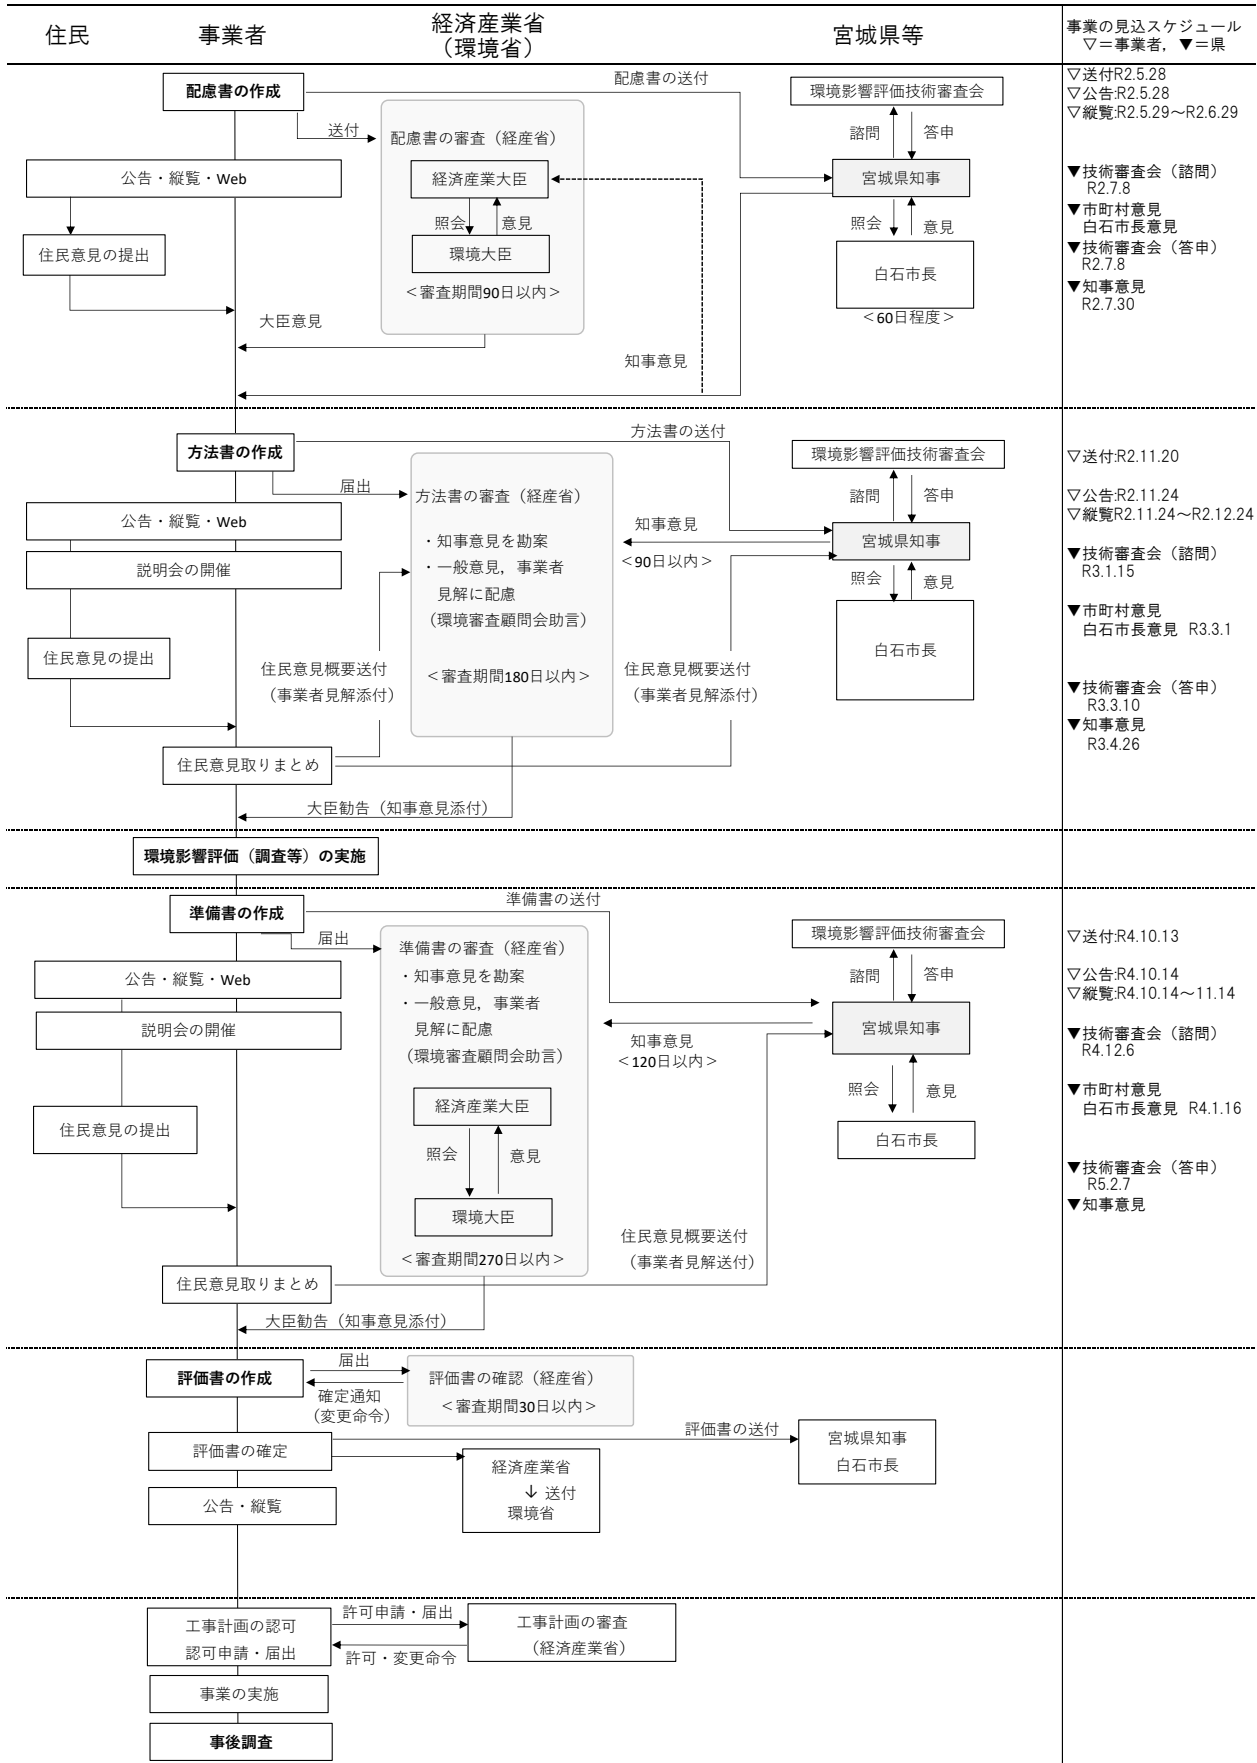 住民
事業者
経済産業省
（環境省）
宮城県等
事業の見込スケジュール
▽＝事業者，▼＝県
配慮書の作成
配慮書の送付
送付
配慮書の審査（経産省）
経済産業大臣
照会
意見
環境大臣
＜審査期間90日以内＞
公告・縦覧・Web
住民意見の提出
大臣意見
知事意見
環境影響評価技術審査会
諮問
答申
宮城県知事
照会
意見
白石市長
＜60日程度＞
▽送付R2.5.28
▽公告:R2.5.28
▽縦覧:R2.5.29～R2.6.29
▼技術審査会（諮問）
R2.7.8
▼市町村意見
白石市長意見
▼技術審査会（答申）
R2.7.8
▼知事意見
R2.7.30
方法書の作成
方法書の送付
届出
方法書の審査（経産省）
・知事意見を勘案
・一般意見，事業者
見解に配慮
（環境審査顧問会助言）
＜審査期間180日以内＞
公告・縦覧・Web
説明会の開催
住民意見の提出
住民意見概要送付
（事業者見解添付）
住民意見取りまとめ
大臣勧告（知事意見添付）
知事意見
＜90日以内＞
住民意見概要送付
（事業者見解添付）
環境影響評価技術審査会
諮問
答申
宮城県知事
照会
意見
白石市長
▽送付:R2.11.20
▽公告:R2.11.24
▽縦覧R2.11.24～R2.12.24
▼技術審査会（諮問）
R3.1.15
▼市町村意見
白石市長意見 R3.3.1
▼技術審査会（答申）
R3.3.10
▼知事意見
R3.4.26
環境影響評価（調査等）の実施
準備書の作成
準備書の送付
届出
準備書の審査（経産省）
・知事意見を勘案
・一般意見，事業者
見解に配慮
（環境審査顧問会助言）
経済産業大臣
照会
意見
環境大臣
＜審査期間270日以内＞
公告・縦覧・Web
説明会の開催
住民意見の提出
住民意見取りまとめ
大臣勧告（知事意見添付）
知事意見
＜120日以内＞
住民意見概要送付
（事業者見解送付）
環境影響評価技術審査会
諮問
答申
宮城県知事
照会
意見
白石市長
▽送付:R4.10.13
▽公告:R4.10.14
▽縦覧:R4.10.14～11.14
▼技術審査会（諮問）
R4.12.6
▼市町村意見
白石市長意見 R4.1.16
▼技術審査会（答申）
R5.2.7
▼知事意見
評価書の作成
届出
確定通知
（変更命令）
評価書の確認（経産省）
＜審査期間30日以内＞
評価書の確定
評価書の送付
宮城県知事
白石市長
経済産業省
↓ 送付
環境省
公告・縦覧
工事計画の認可
認可申請・届出
許可申請・届出
許可・変更命令
工事計画の審査
（経済産業省）
事業の実施
事後調査